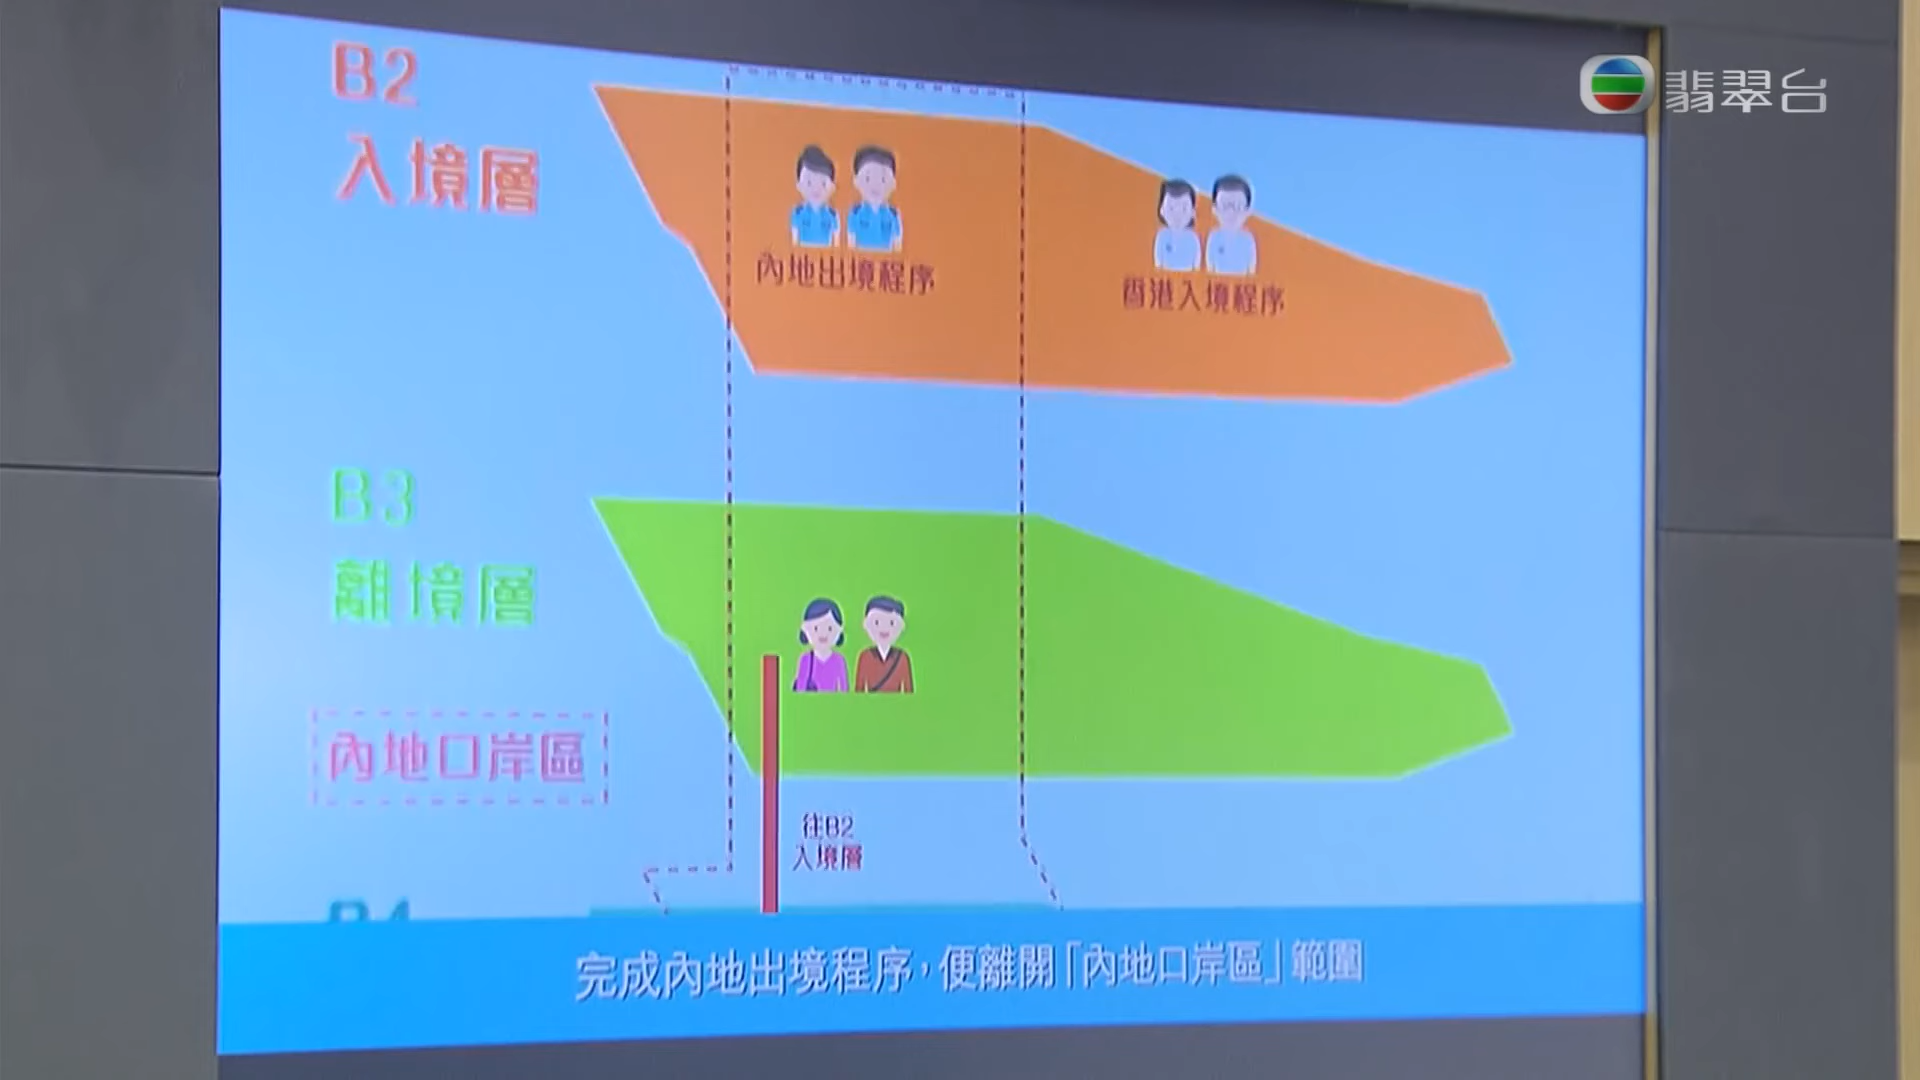 翡翠台
B2
入境層
內地出境程序
香港入境程序
B3
離境層
內地口岸區
往B2
入境層
B4
完成內地出境程序，便離開「內地口岸區」範圍